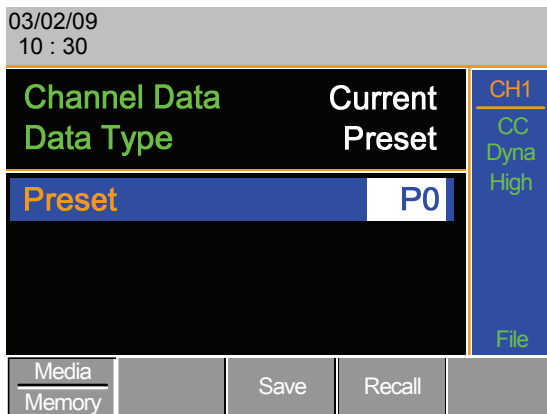 03/02/09
10 : 30
Channel Data Current
Data Type Preset
Preset P0
CH1
CC
Dyna
High
File
Media
Memory
Save
Recall